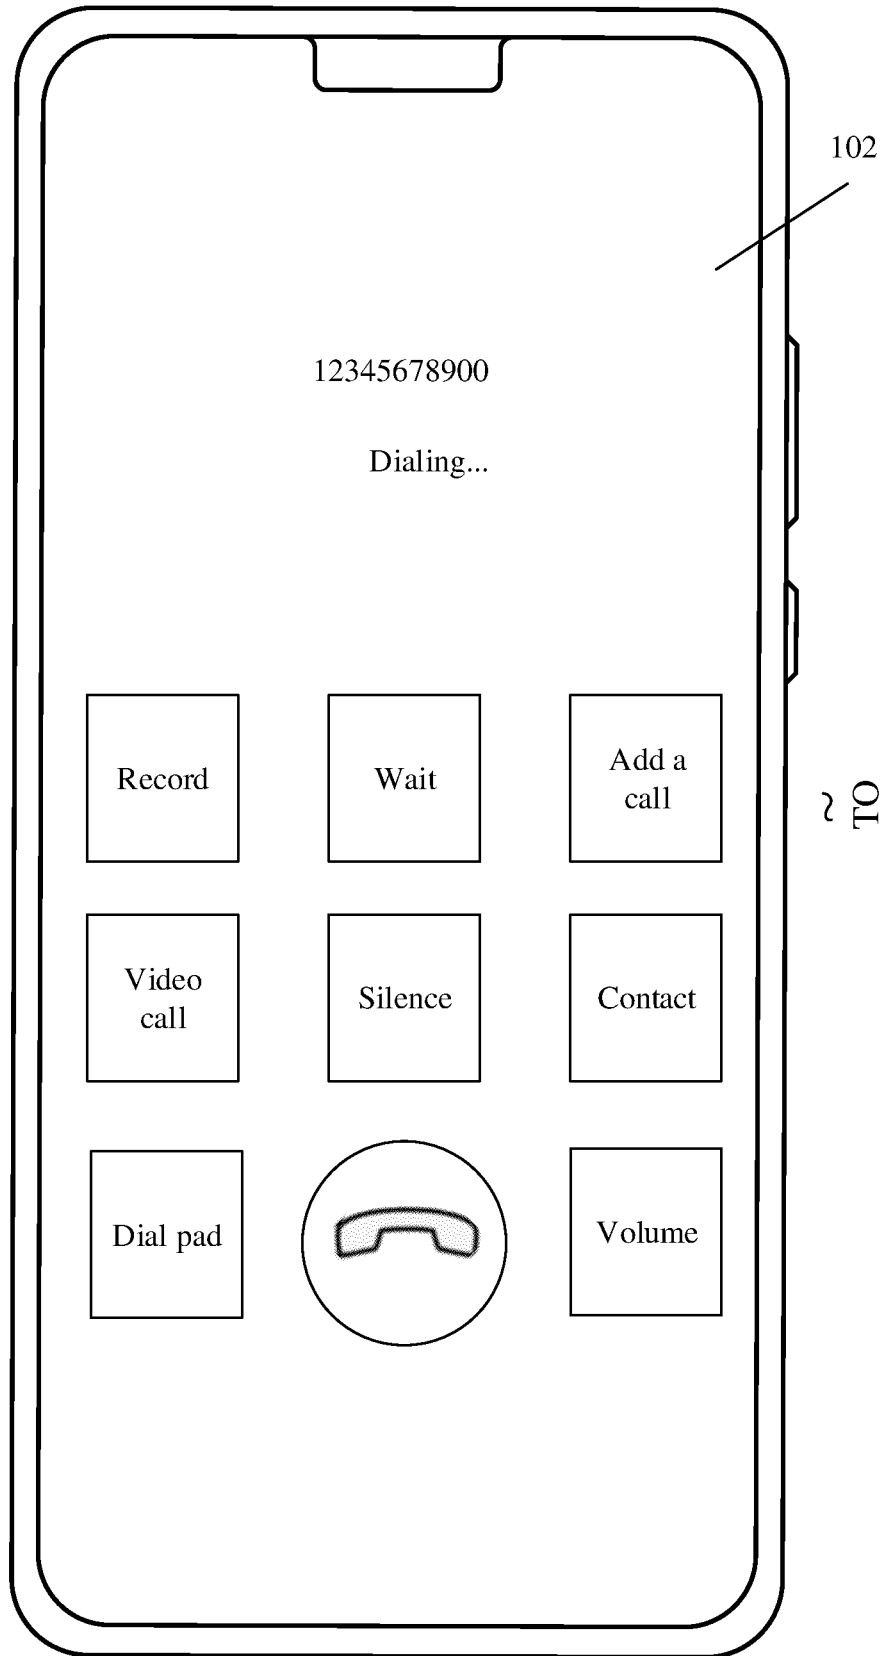 102
12345678900
Dialing...
Record
Wait
Add a
call
~
TO
Video
call
Silence
Contact
Dial pad
Volume